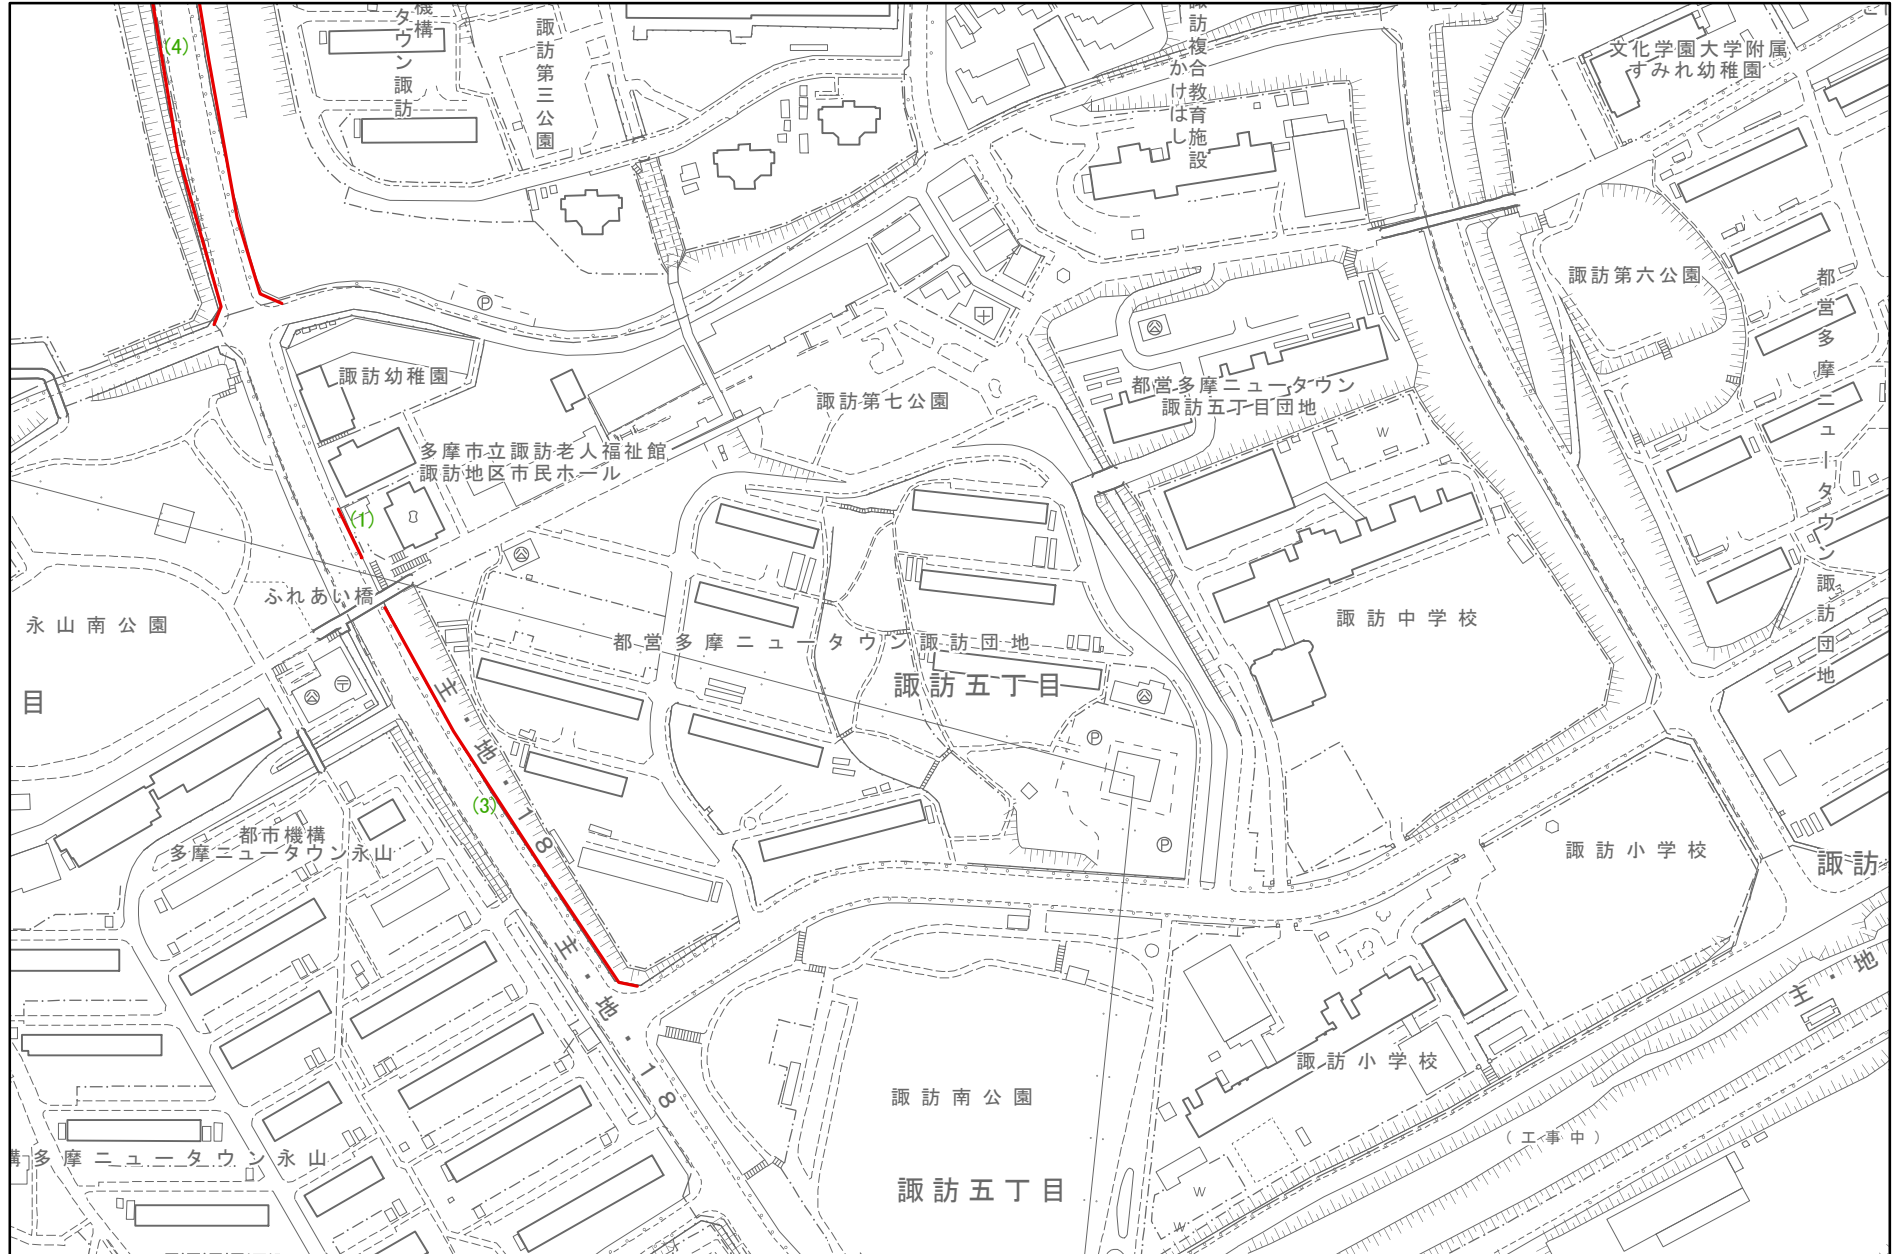 (4)
機構
タウン諏訪
諏訪第三公園
諏訪複合教育施設
かけはし
文化学園大学附属
すみれ幼稚園
諏訪第六公園
都営多摩ニュータウン諏訪団地
諏訪幼稚園
諏訪第七公園
都営多摩ニュータウン
諏訪五丁目団地
多摩市立諏訪老人福祉館
諏訪地区市民ホール
(1)
ふれあい橋
永山南公園
目
都営多摩ニュータウン諏訪団地
諏訪五丁目
諏訪中学校
主・地・18
(3)
都市機構
多摩ニュータウン永山
諏訪小学校
諏訪
主・地・18
主・地
諏訪小学校
諏訪南公園
(工事中)
構多摩ニュータウン永山
諏訪五丁目
P
P
P
W
W
W